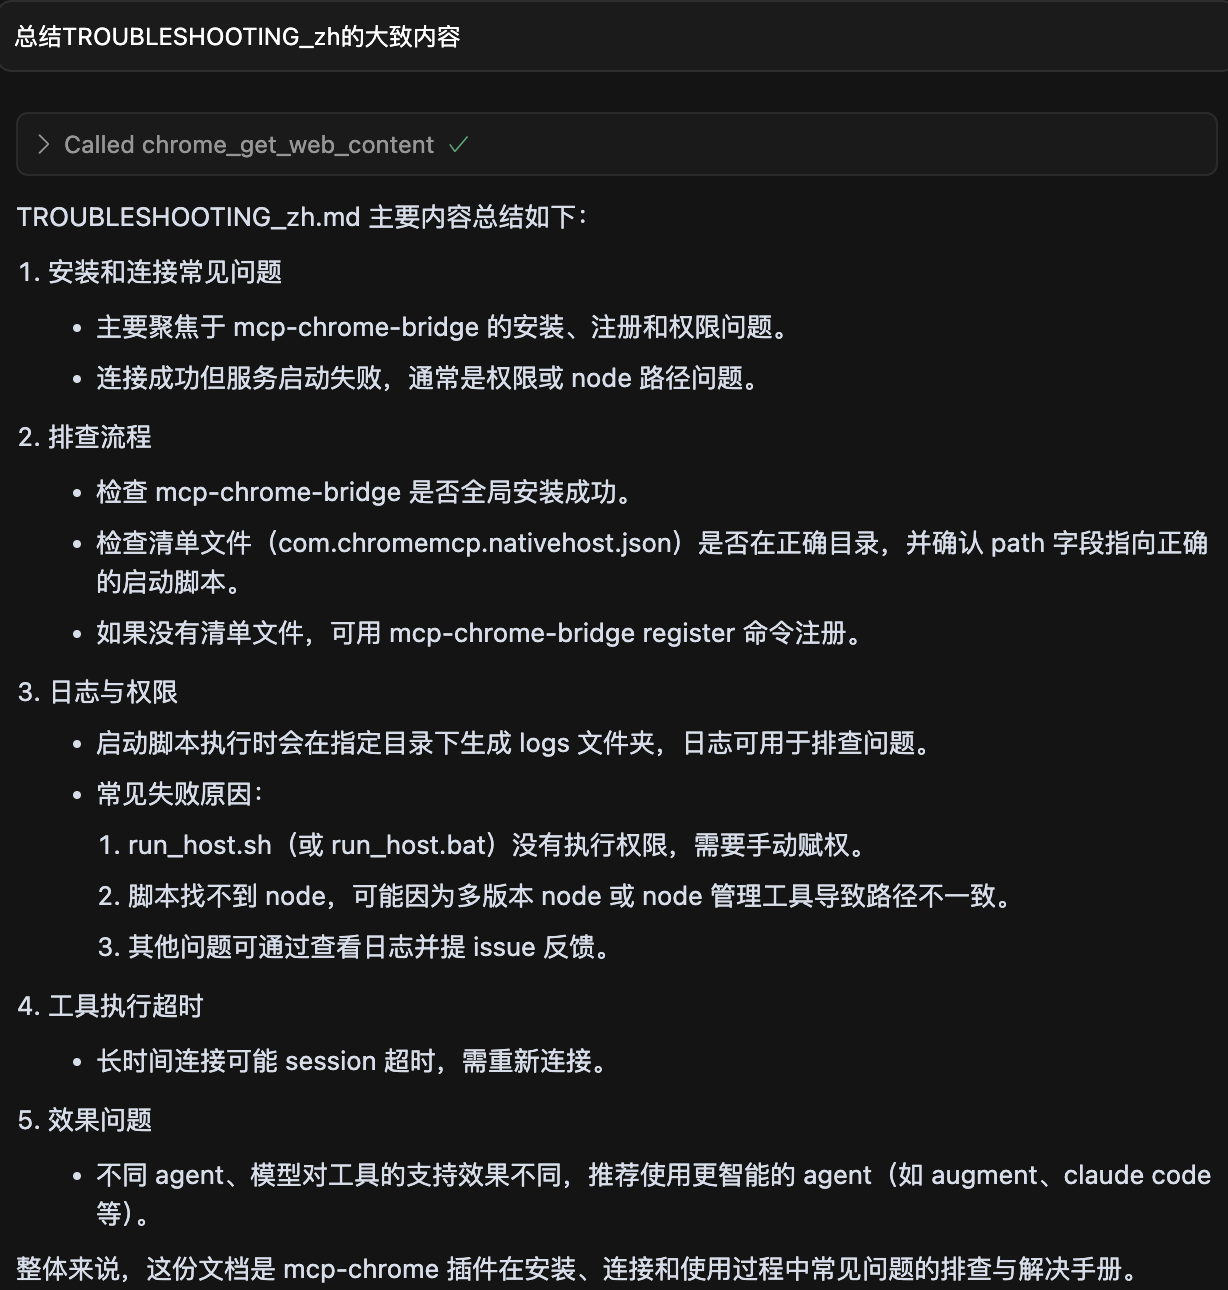 总结TROUBLESHOOTING_zh的大致内容
Called chrome_get_web_content ✓
TROUBLESHOOTING_zh.md 主要内容总结如下：
1. 安装和连接常见问题
• 主要聚焦于 mcp-chrome-bridge 的安装、注册和权限问题。
• 连接成功但服务启动失败，通常是权限或 node 路径问题。
2. 排查流程
• 检查 mcp-chrome-bridge 是否全局安装成功。
• 检查清单文件（com.chromemcp.nativehost.json）是否在正确目录，并确认 path 字段指向正确
的启动脚本。
• 如果没有清单文件，可用 mcp-chrome-bridge register 命令注册。
3. 日志与权限
• 启动脚本执行时会在指定目录下生成 logs 文件夹，日志可用于排查问题。
• 常见失败原因：
1. run_host.sh（或 run_host.bat）没有执行权限，需要手动赋权。
2. 脚本找不到 node，可能因为多版本 node 或 node 管理工具导致路径不一致。
3. 其他问题可通过查看日志并提 issue 反馈。
4. 工具执行超时
• 长时间连接可能 session 超时，需重新连接。
5. 效果问题
• 不同 agent、模型对工具的支持效果不同，推荐使用更智能的 agent（如 augment、claude code
等）。
整体来说，这份文档是 mcp-chrome 插件在安装、连接和使用过程中常见问题的排查与解决手册。